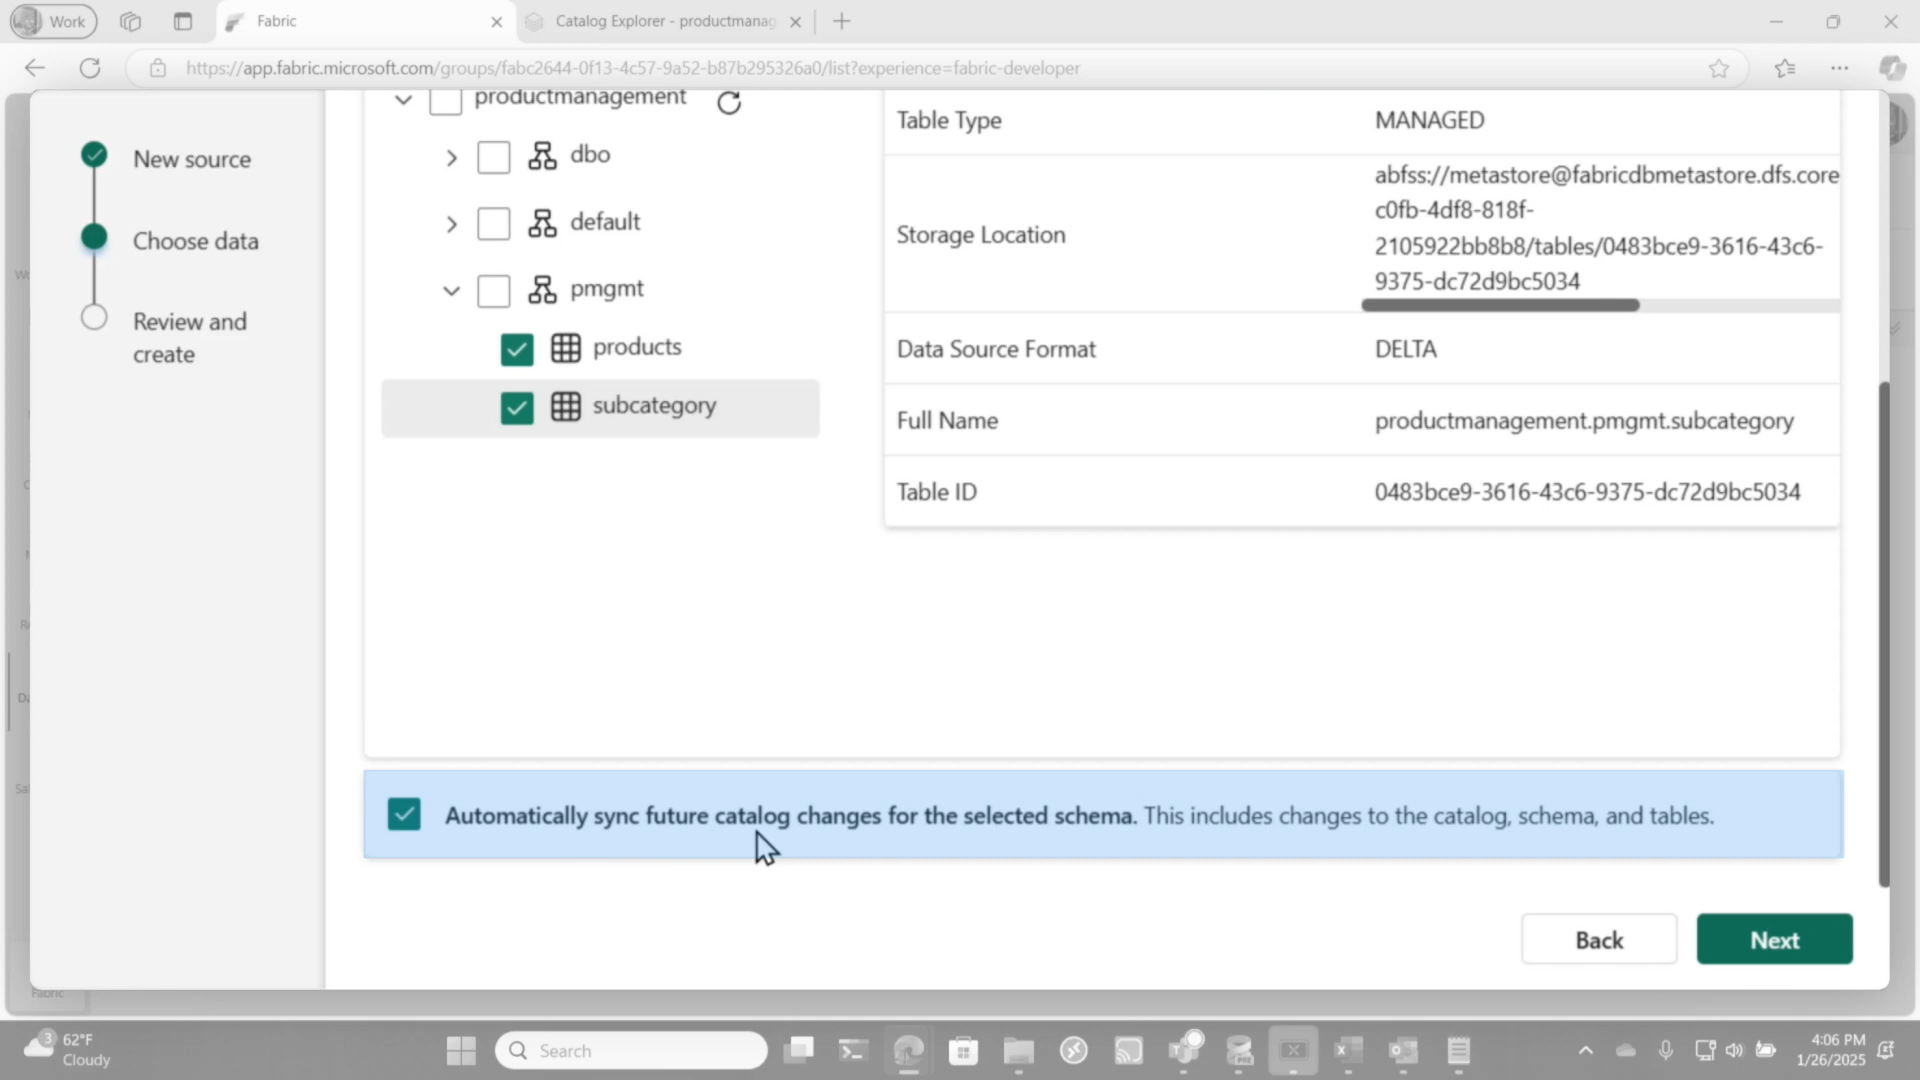 Work
Fabric
Catalog Explorer - productmanag
https://app.fabric.microsoft.com/groups/fabc2644-0f13-4c57-9a52-b87b295326a0/list?experience=fabric-developer
New source
Choose data
Review and
create
productmanagement
dbo
default
pmgmt
products
subcategory
Table Type
MANAGED
Storage Location
abfss://metastore@fabricdbmetastore.dfs.core
c0fb-4df8-818f-
2105922bb8b8/tables/0483bce9-3616-43c6-
9375-dc72d9bc5034
Data Source Format
DELTA
Full Name
productmanagement.pmgmt.subcategory
Table ID
0483bce9-3616-43c6-9375-dc72d9bc5034
Automatically sync future catalog changes for the selected schema. This includes changes to the catalog, schema, and tables.
Back
Next
Fabric
3
62°F
Cloudy
Search
4:06 PM
1/26/2025